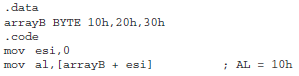 .data
arrayB BYTE 10h,20h,30h
.code
mov esi,0
mov al,[arrayB + esi] ; AL = 10h